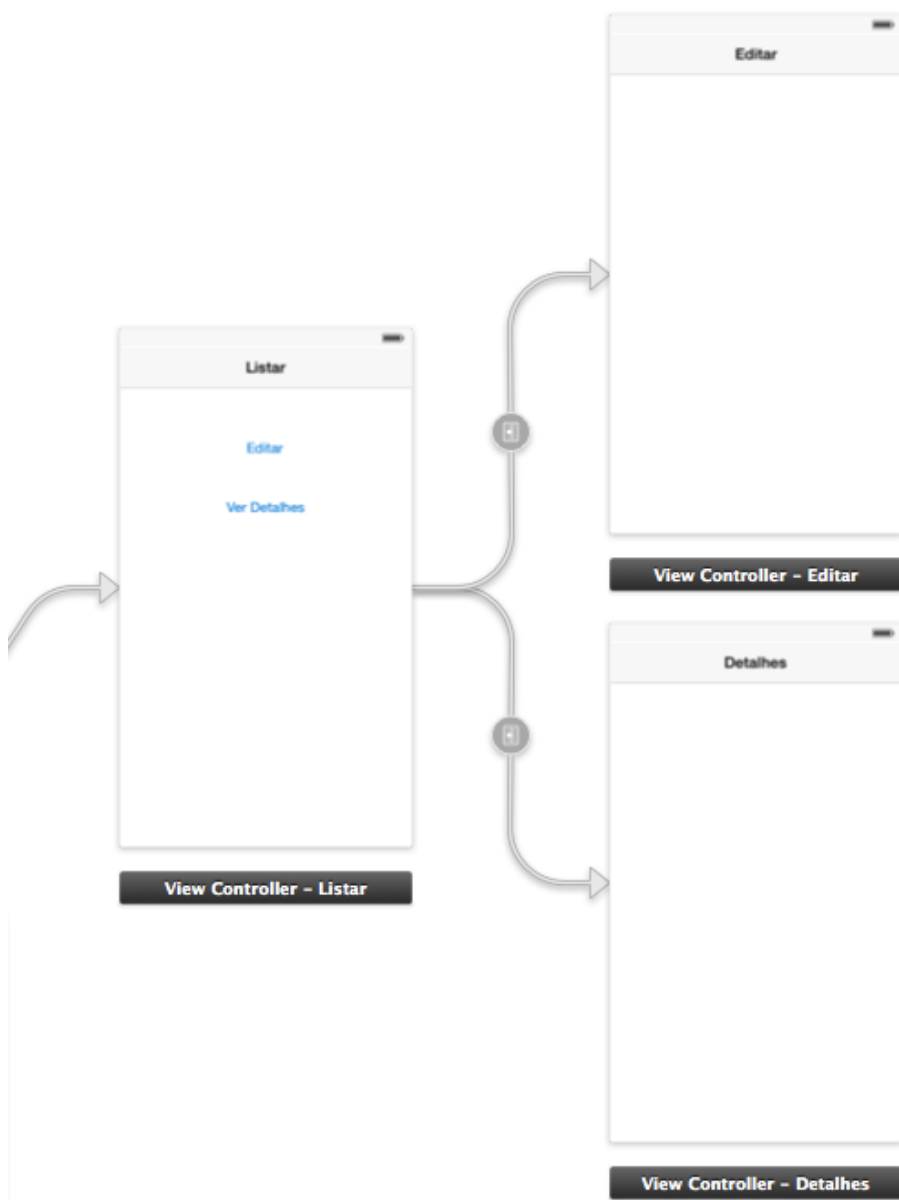 Editar
View Controller – Editar
Listar
Editar
Ver Detalhes
View Controller – Listar
Detalhes
View Controller – Detalhes